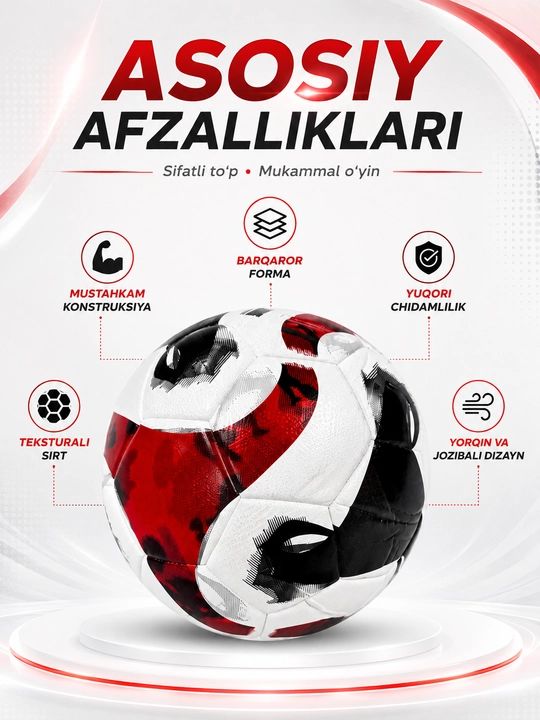 ASOSIY
AFZALLIKLARI
Sifatli to‘p • Mukammal o‘yin
BARQAROR
FORMA
MUSTAHKAM
KONSTRUKSIYA
YUQORI
CHIDAMLILIK
TEKSTURALI
SIRT
YORQIN VA
JOZIBALI DIZAYN